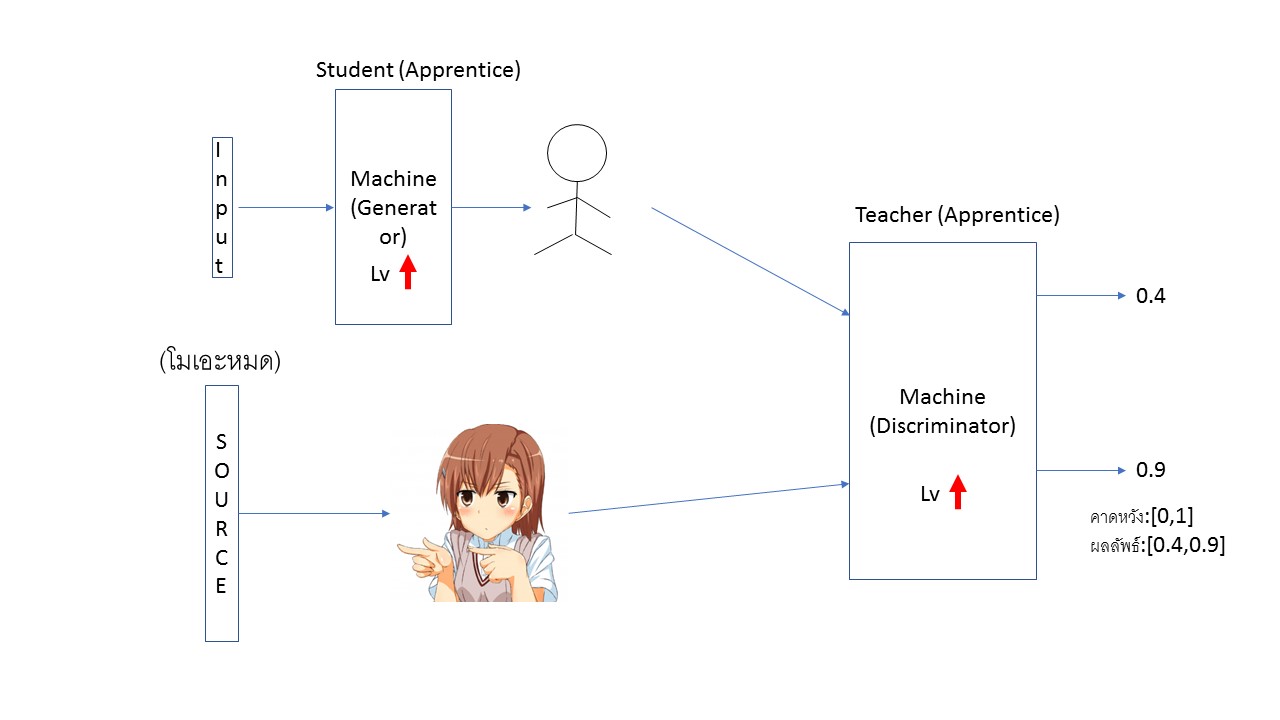 Student (Apprentice)
Input
Machine
(Generat
or)
Lv
Teacher (Apprentice)
0.4
(โมเอะหมด)
SOURCE
Machine
(Discriminator)
Lv
0.9
คาดหวัง:[0,1]
ผลลัพธ์:[0.4,0.9]